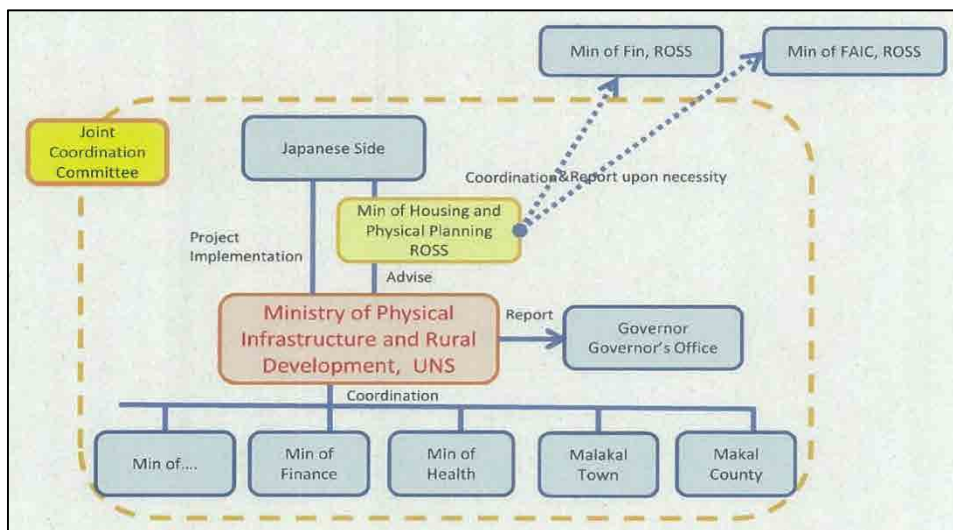 Min of Fin, ROSS
Min of FAIC, ROSS
Joint
Coordination
Committee
Japanese Side
Coordination&Report upon necessity
Min of Housing and
Physical Planning
ROSS
Project
Implementation
Advise
Ministry of Physical
Infrastructure and Rural
Development, UNS
Report
Governor
Governor's Office
Coordination
Min of....
Min of
Finance
Min of
Health
Malakal
Town
Makal
County